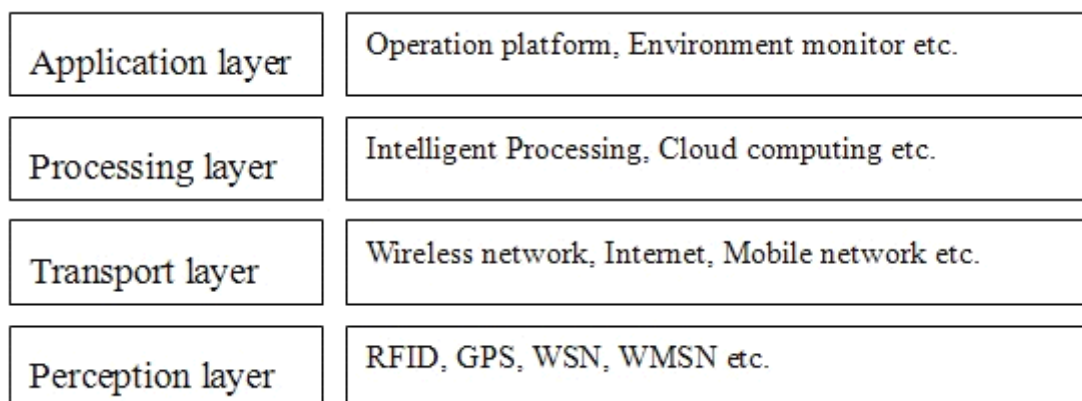 Application layer
Operation platform, Environment monitor etc.
Processing layer
Intelligent Processing, Cloud computing etc.
Transport layer
Wireless network, Internet, Mobile network etc.
Perception layer
RFID, GPS, WSN, WMSN etc.